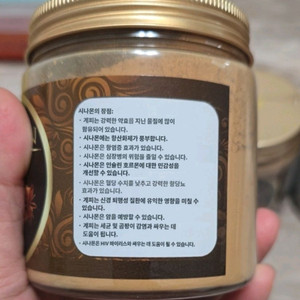 시나몬의 장점:
• 계피는 강력한 약효를 지닌 물질에 많이
함유되어 있습니다.
• 시나몬에는 항산화제가 풍부합니다.
• 시나몬은 항염증 효과가 있습니다.
• 시나몬은 심장병의 위험을 줄일 수 있습니다.
• 시나몬은 인슐린 호르몬에 대한 민감성을
개선할 수 있습니다.
• 시나몬은 혈당 수치를 낮추고 강력한 항당뇨
효과가 있습니다.
• 계피는 신경 퇴행성 질환에 유익한 영향을 미칠 수
있습니다.
• 시나몬은 암을 예방할 수 있습니다.
• 계피는 세균 및 곰팡이 감염과 싸우는 데
도움이 됩니다.
• 시나몬은 HIV 바이러스와 싸우는 데 도움이 될 수 있습니다.